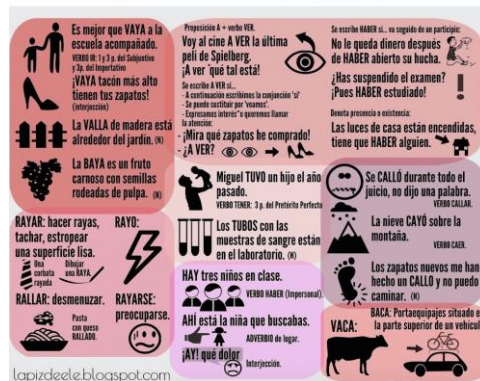 Es mejor que VAYA a la
escuela acompañado.
VERBO IR: 1 y 3 p. del Subjuntivo
y 3p. del Imperativo
¡VAYA tacón más alto
tienen tus zapatos!
(interjección)
La VALLA de madera está
alrededor del jardín. (N)
La BAYA es un fruto
carnoso con semillas
rodeadas de pulpa. (N)
Preposición A + verbo VER.
Voy al cine A VER la última
peli de Spielberg.
¡A ver qué tal está!
Se escribe A VER si...
- A continuación escribimos la conjunción 'si'
- Se puede sustituir por 'veamos'.
- Expresamos interés o queremos llamar
la atención:
- ¡Mira qué zapatos he comprado!
- ¿A VER?
Se escribe HABER si... va seguido de un participio:
No le queda dinero después
de HABER abierto su hucha.
¿Has suspendido el examen?
¡Pues HABER estudiado!
Denota presencia o existencia:
Las luces de casa están encendidas,
tiene que HABER alguien.
RAYAR: hacer rayas,
tachar, estropear
una superficie lisa.
Una
corbata
rayada
Dibujar
una RAYA.
RAYO:
RALLAR: desmenuzar.
Pasta
con queso
RALLADO.
RAYARSE:
preocuparse.
Miguel TUVO un hijo el año
pasado.
VERBO TENER: 3 p. del Pretérito Perfecto
Los TUBOS con las
muestras de sangre están
en el laboratorio. (N)
HAY tres niños en clase.
VERBO HABER (Impersonal).
AHÍ está la niña que buscabas.
ADVERBIO de lugar.
¡AY! qué dolor
Interjección.
Se CALLÓ durante todo el
juicio, no dijo una palabra.
VERBO CALLAR.
La nieve CAYÓ sobre la
montaña.
VERBO CAER.
Los zapatos nuevos me han
hecho un CALLO y no puedo
caminar. (N)
VACA:
BACA: Portaequipajes situado e
la parte superior de un vehícul
lapizdeele.blogspot.com